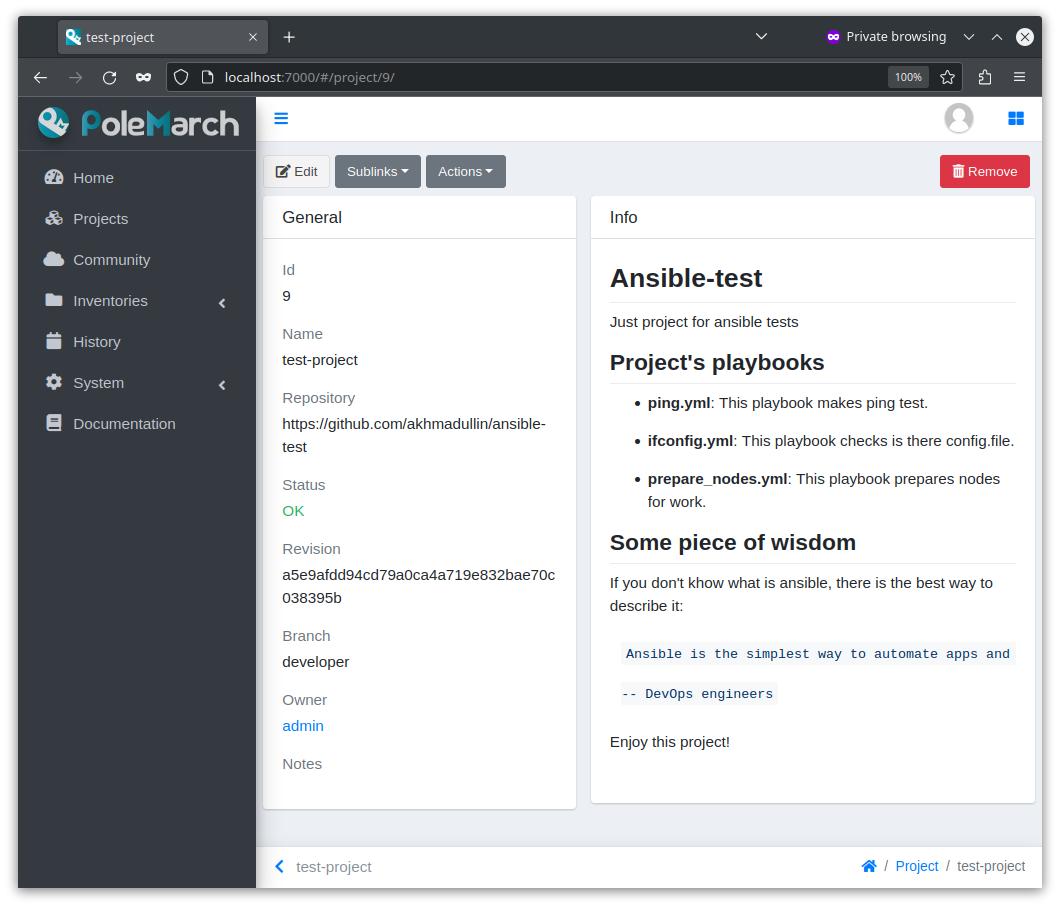 test-project
Private browsing
localhost:7000/#/project/9/
100%
PoleMarch
Home
Projects
Community
Inventories
History
System
Documentation
Edit
Sublinks
Actions
Remove
General
Id
9
Name
test-project
Repository
https://github.com/akhmadullin/ansible-
test
Status
OK
Revision
a5e9afdd94cd79a0ca4a719e832bae70c
038395b
Branch
developer
Owner
admin
Notes
Info
Ansible-test
Just project for ansible tests
Project's playbooks
• ping.yml: This playbook makes ping test.
• ifconfig.yml: This playbook checks is there config.file.
• prepare_nodes.yml: This playbook prepares nodes
for work.
Some piece of wisdom
If you don't khow what is ansible, there is the best way to
describe it:
Ansible is the simplest way to automate apps and
-- DevOps engineers
Enjoy this project!
test-project
/ Project / test-project